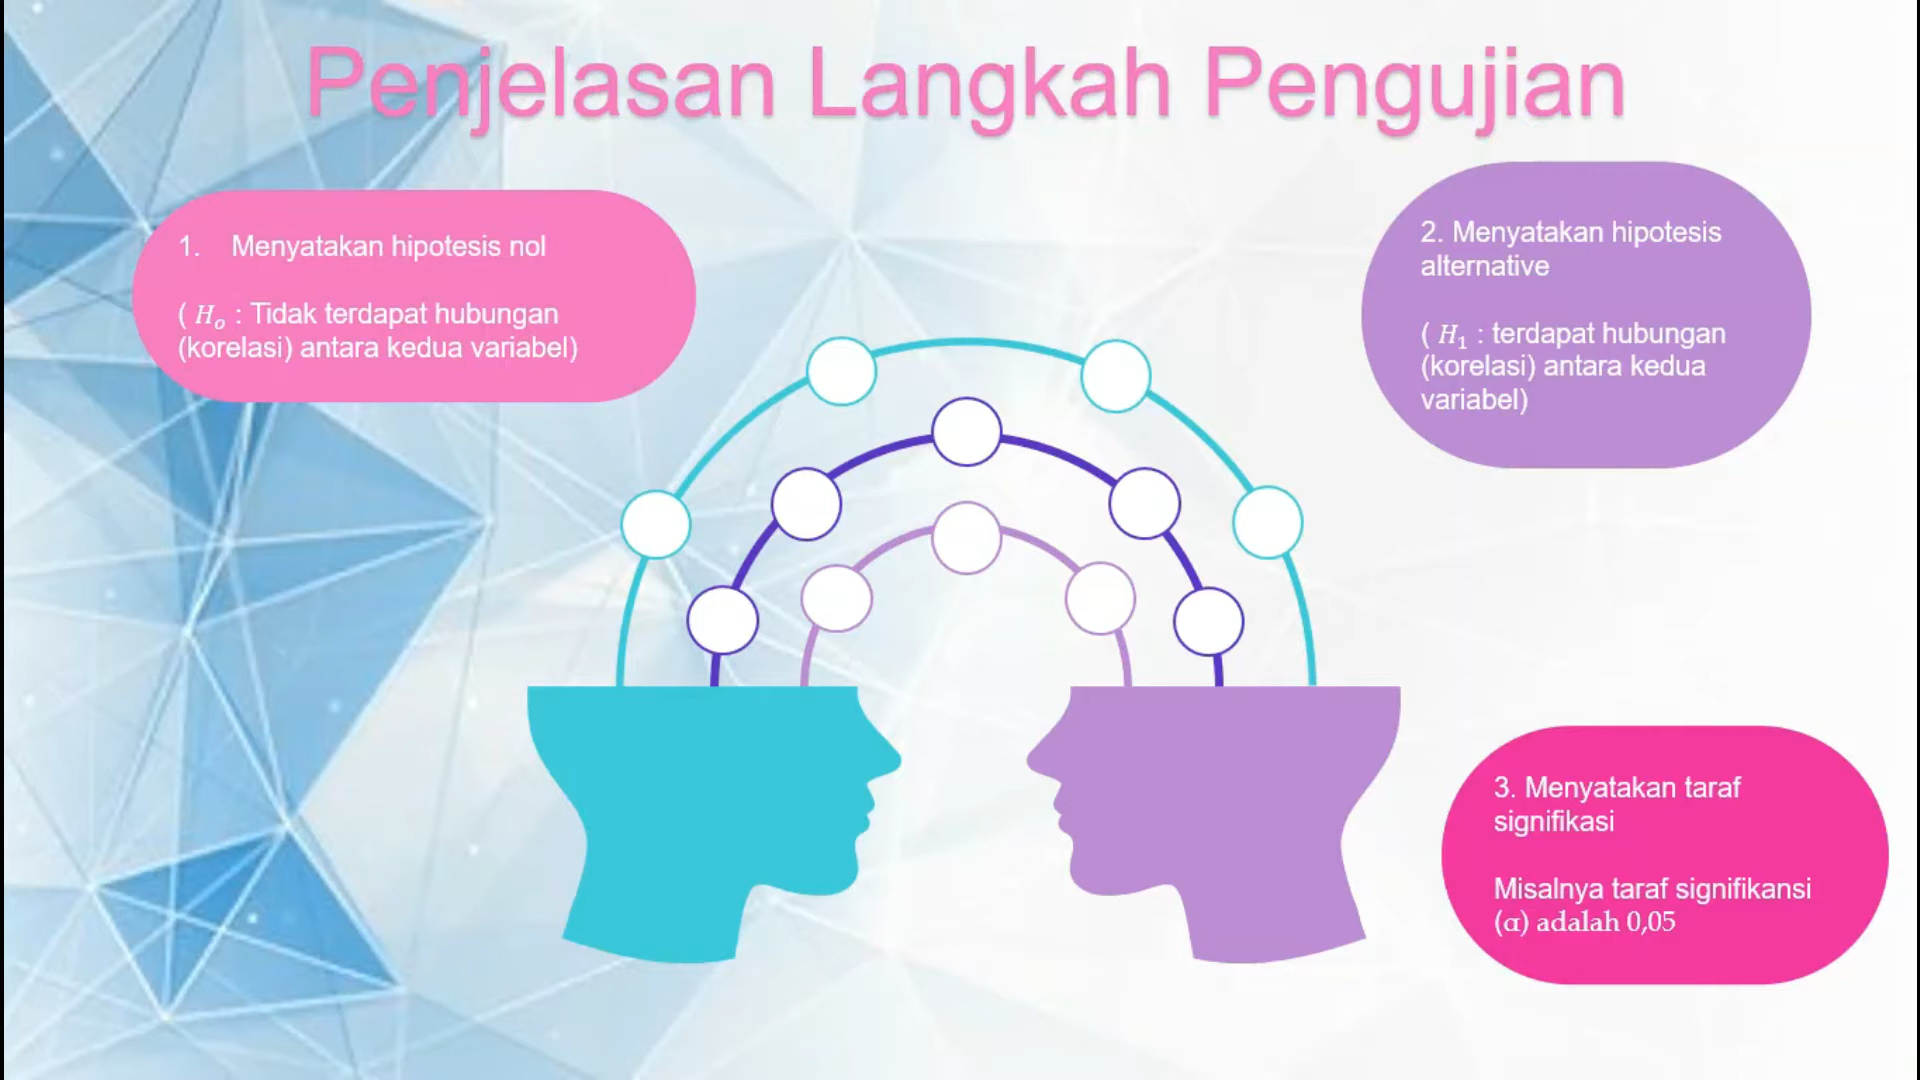 Penjelasan Langkah Pengujian
1. Menyatakan hipotesis nol
( H₀ : Tidak terdapat hubungan
(korelasi) antara kedua variabel)
2. Menyatakan hipotesis
alternative
( H₁ : terdapat hubungan
(korelasi) antara kedua
variabel)
3. Menyatakan taraf
signifikasi
Misalnya taraf signifikansi
(α) adalah 0,05